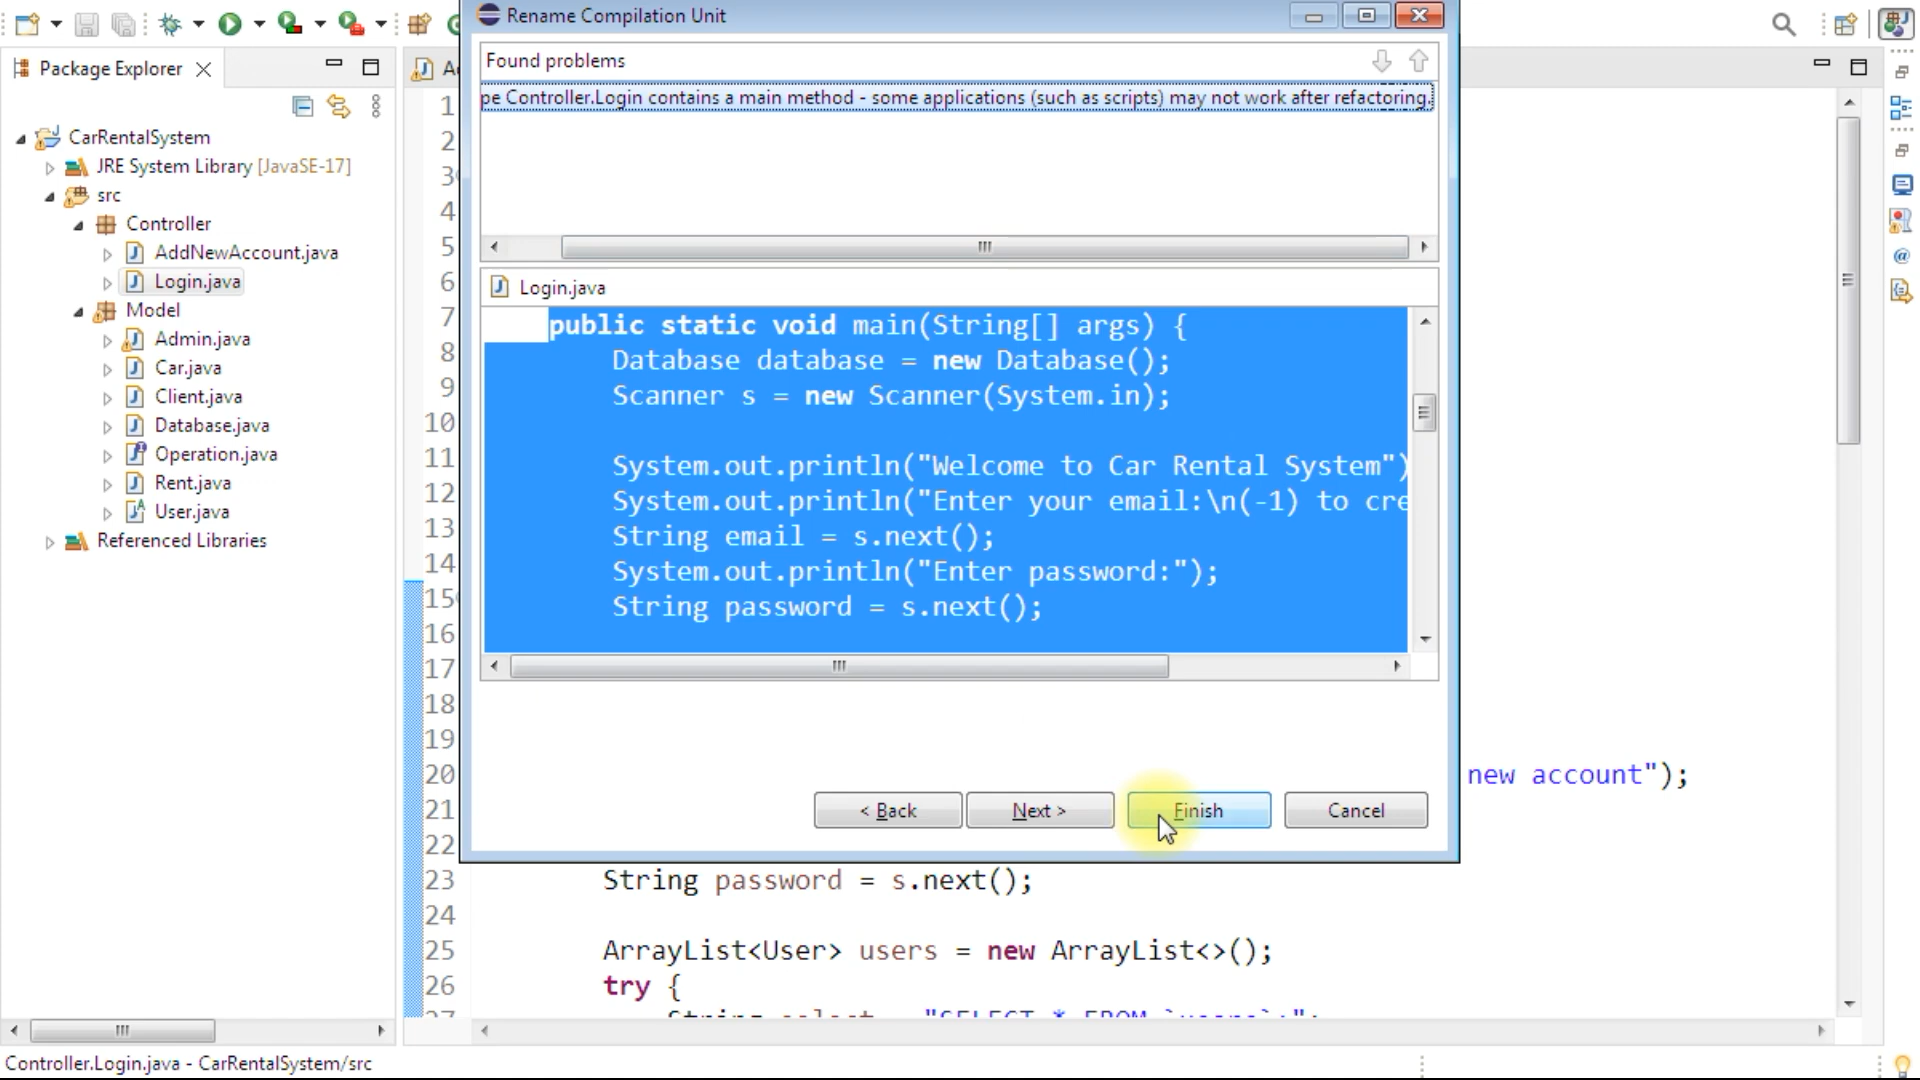 Rename Compilation Unit
Package Explorer
Found problems
pe Controller.Login contains a main method - some applications (such as scripts) may not work after refactoring.
CarRentalSystem
JRE System Library [JavaSE-17]
src
Controller
AddNewAccount.java
Login.java
Model
Admin.java
Car.java
Client.java
Database.java
Operation.java
Rent.java
User.java
Referenced Libraries
1
2
3
4
5
6
7
8
9
10
11
12
13
14
15
16
17
18
19
20
21
22
23
24
25
26
Login.java
public static void main(String[] args) {
Database database = new Database();
Scanner s = new Scanner(System.in);
System.out.println("Welcome to Car Rental System")
System.out.println("Enter your email:\n(-1) to cre
String email = s.next();
System.out.println("Enter password:");
String password = s.next();
< Back
Next >
Finish
Cancel
new account");
String password = s.next();
ArrayList<User> users = new ArrayList<>();
try {
Controller.Login.java - CarRentalSystem/src